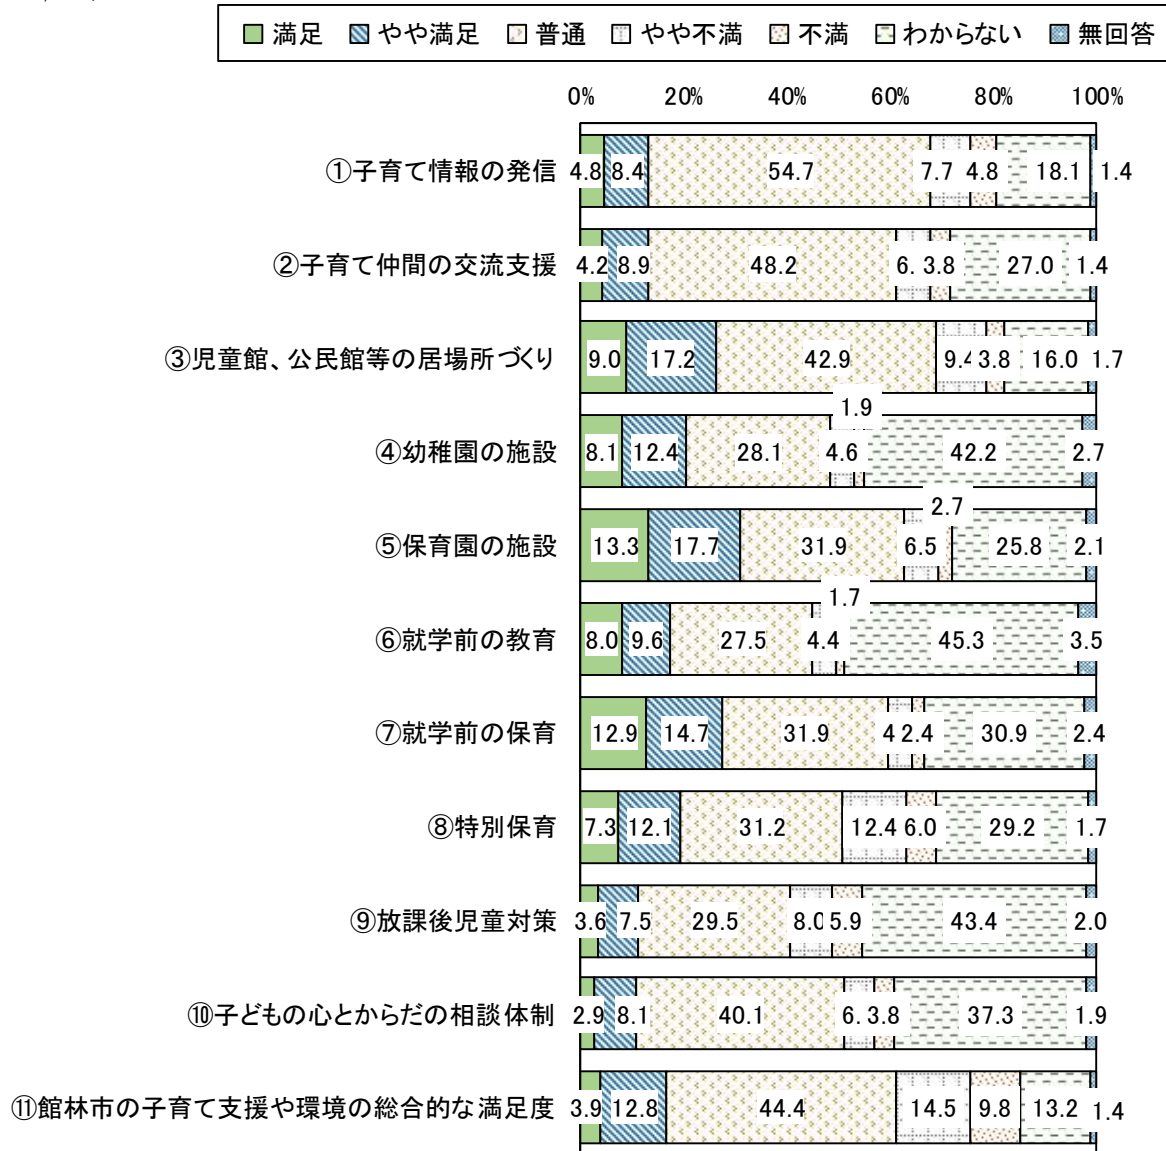 満足 やや満足 普通 やや不満 不満 わからない 無回答
0% 20% 40% 60% 80% 100%
①子育て情報の発信 4.8 8.4 54.7 7.7 4.8 18.1 1.4
②子育て仲間の交流支援 4.2 8.9 48.2 6. 3.8 27.0 1.4
③児童館、公民館等の居場所づくり 9.0 17.2 42.9 9.4 3.8 16.0 1.7
1.9
④幼稚園の施設 8.1 12.4 28.1 4.6 42.2 2.7
2.7
⑤保育園の施設 13.3 17.7 31.9 6.5 25.8 2.1
1.7
⑥就学前の教育 8.0 9.6 27.5 4.4 45.3 3.5
⑦就学前の保育 12.9 14.7 31.9 4 2.4 30.9 2.4
⑧特別保育 7.3 12.1 31.2 12.4 6.0 29.2 1.7
⑨放課後児童対策 3.6 7.5 29.5 8.0 5.9 43.4 2.0
⑩子どもの心とからだの相談体制 2.9 8.1 40.1 6. 3.8 37.3 1.9
⑪館林市の子育て支援や環境の総合的な満足度 3.9 12.8 44.4 14.5 9.8 13.2 1.4